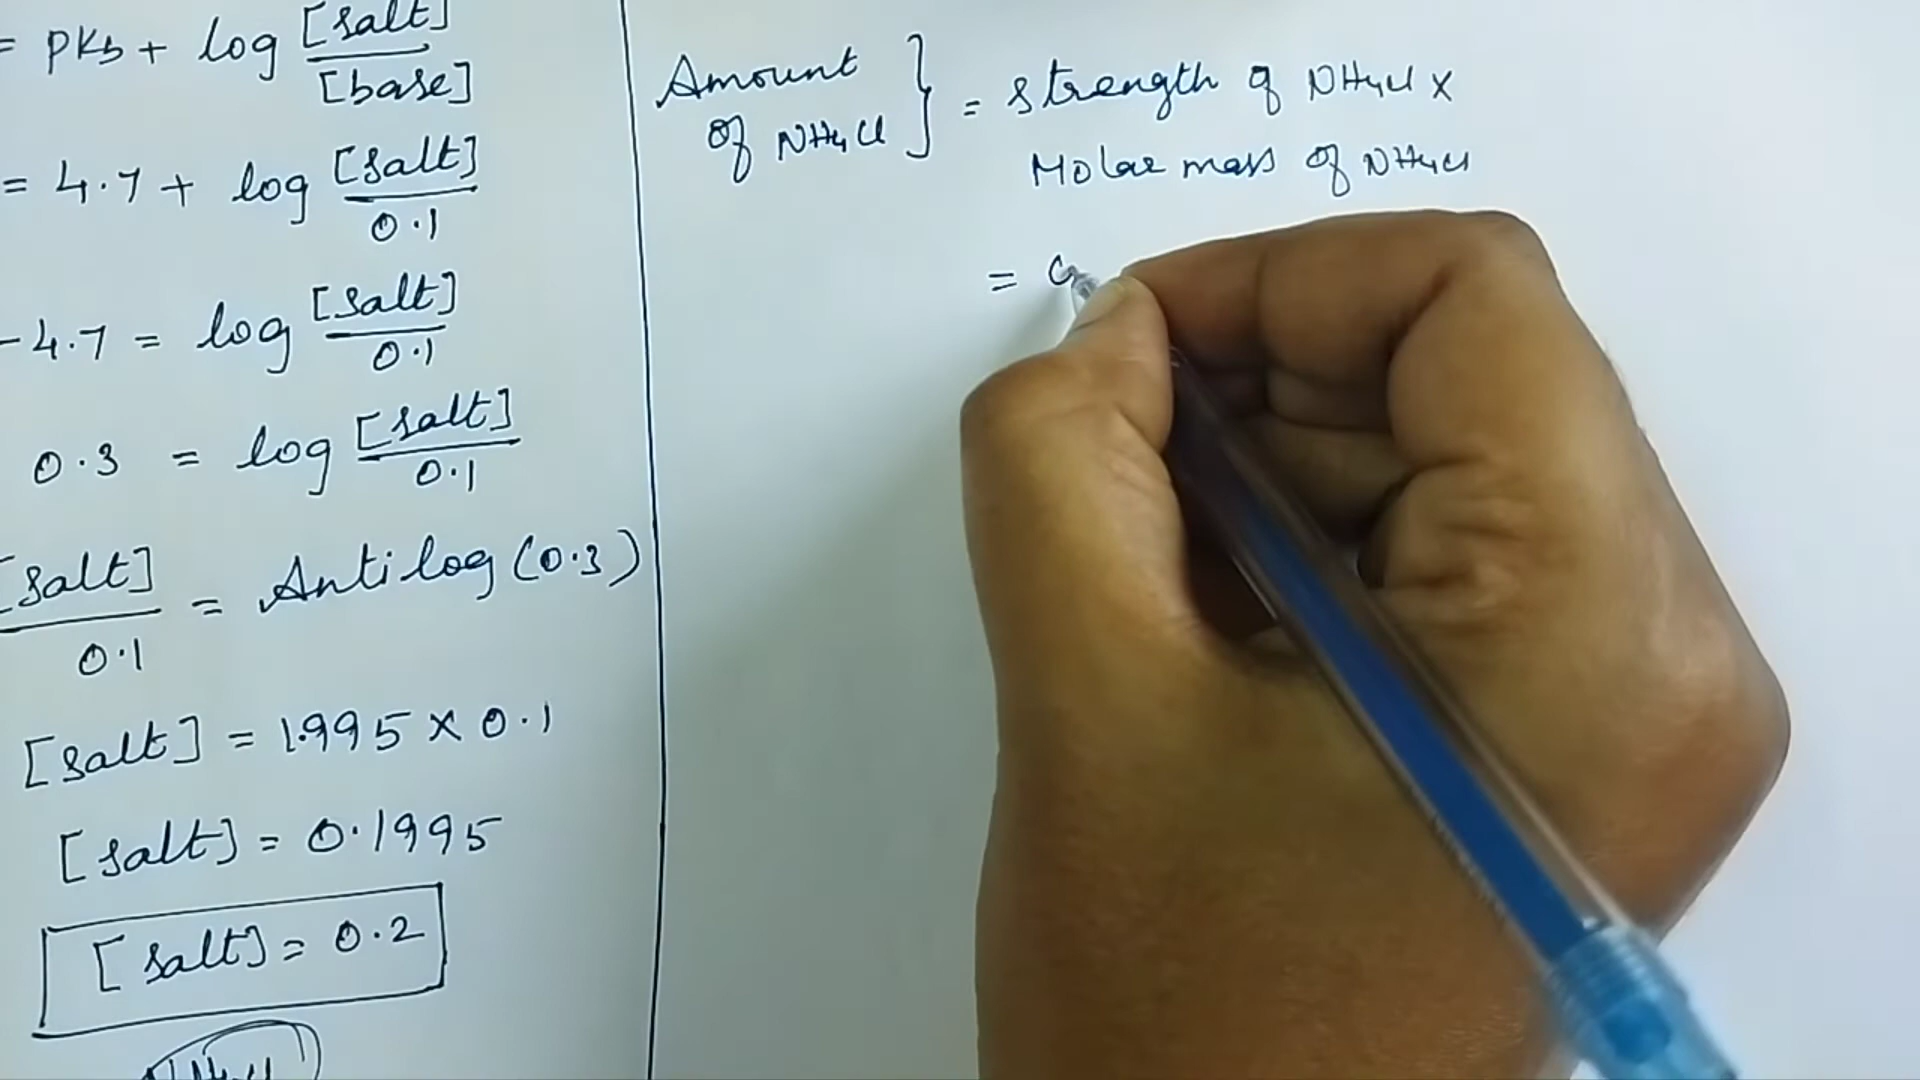 = PKb + log [salt]
[base]
= 4.7 + log [salt]
0.1
- 4.7 = log [salt]
0.1
0.3 = log [salt]
0.1
[salt] = Antilog (0.3)
0.1
[salt] = 1.995 x 0.1
[salt] = 0.1995
[salt] = 0.2
Amount
of NH4Cl } = strength of NH4Cl x
Molar mass of NH4Cl
=